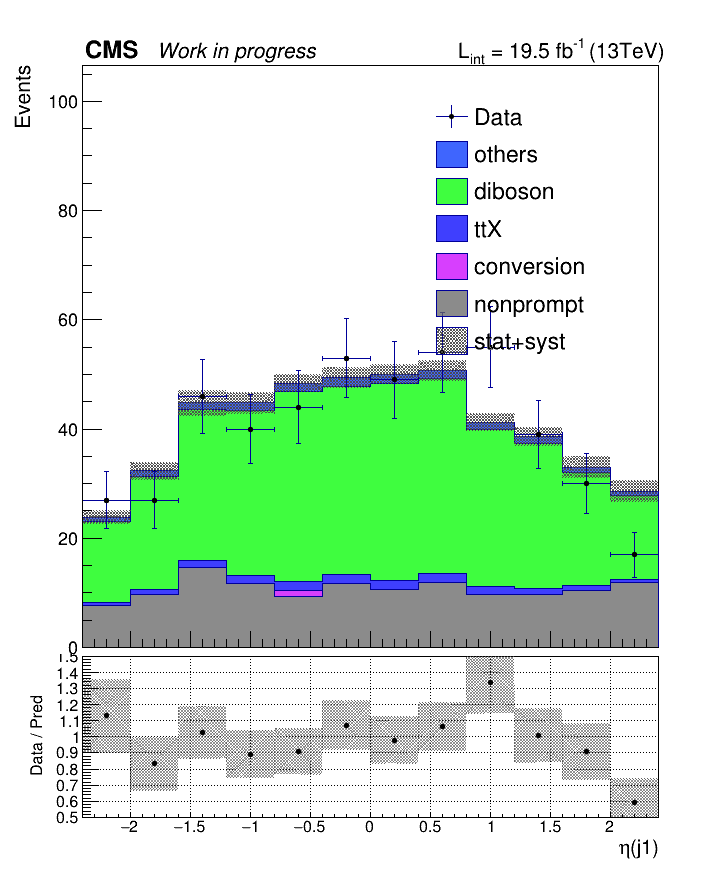 CMS Work in progress L_int = 19.5 fb^-1 (13TeV)
Events
100
80
60
40
20
0
Data
others
diboson
ttX
conversion
nonprompt
stat+syst
Data / Pred
1.5
1.4
1.3
1.2
1.1
1
0.9
0.8
0.7
0.6
0.5
−2 −1.5 −1 −0.5 0 0.5 1 1.5 2
η(j1)